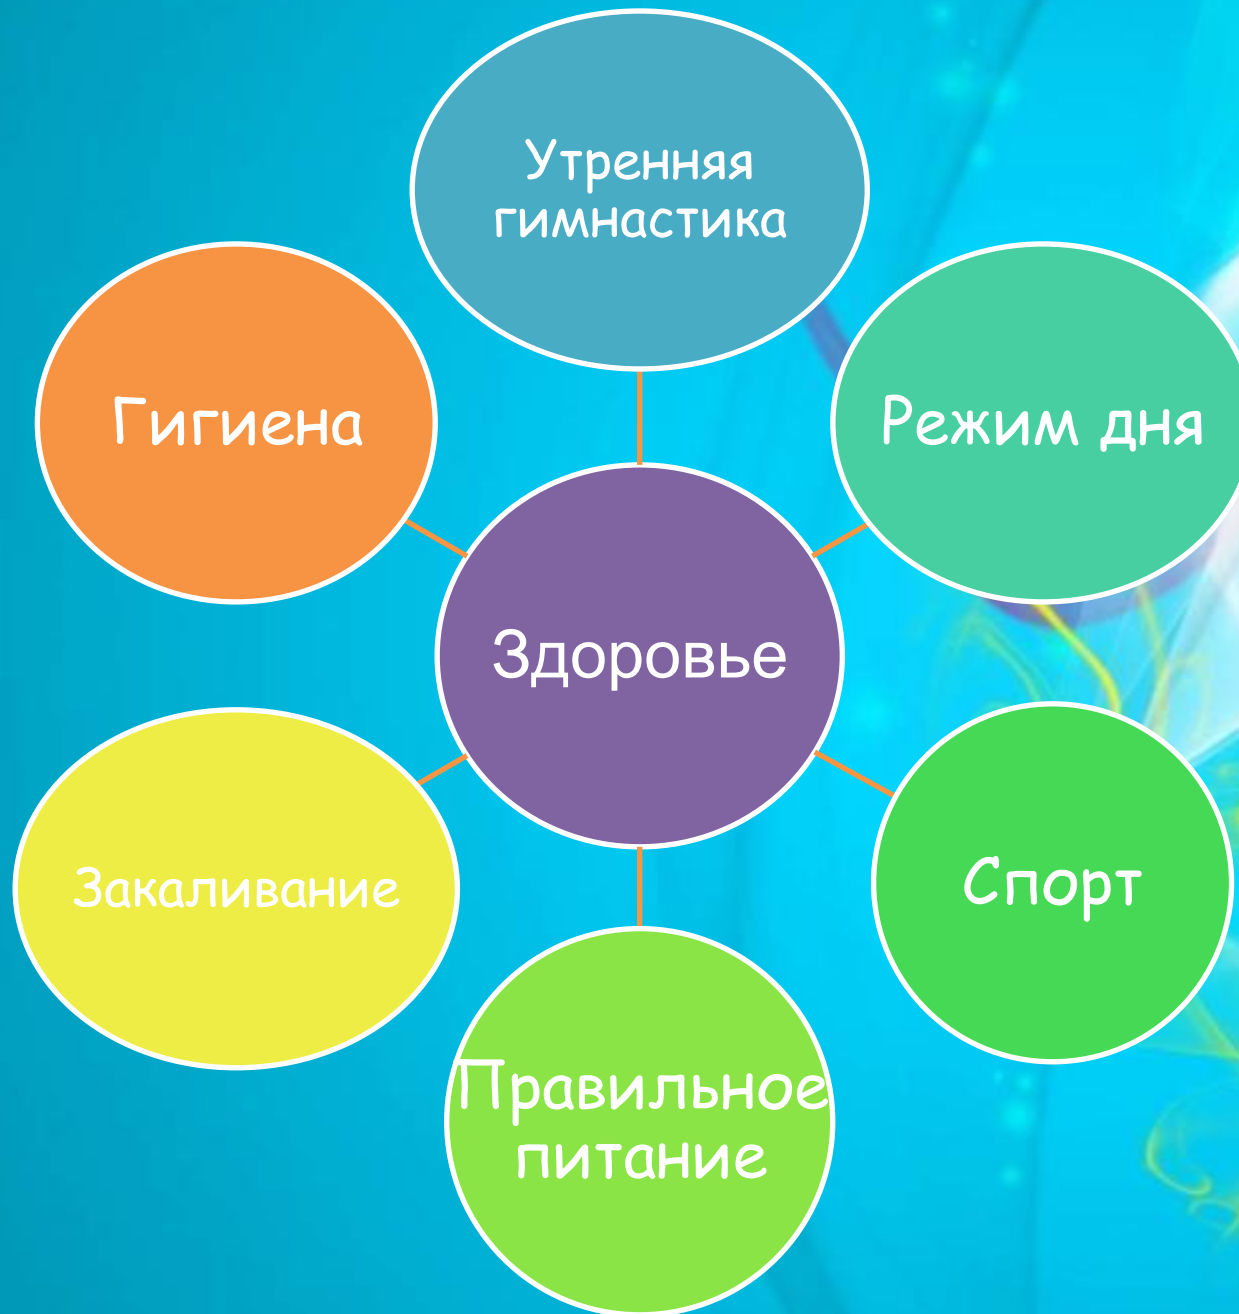 Утренняя
гимнастика
Гигиена
Режим дня
Здоровье
Закаливание
Спорт
Правильное
питание